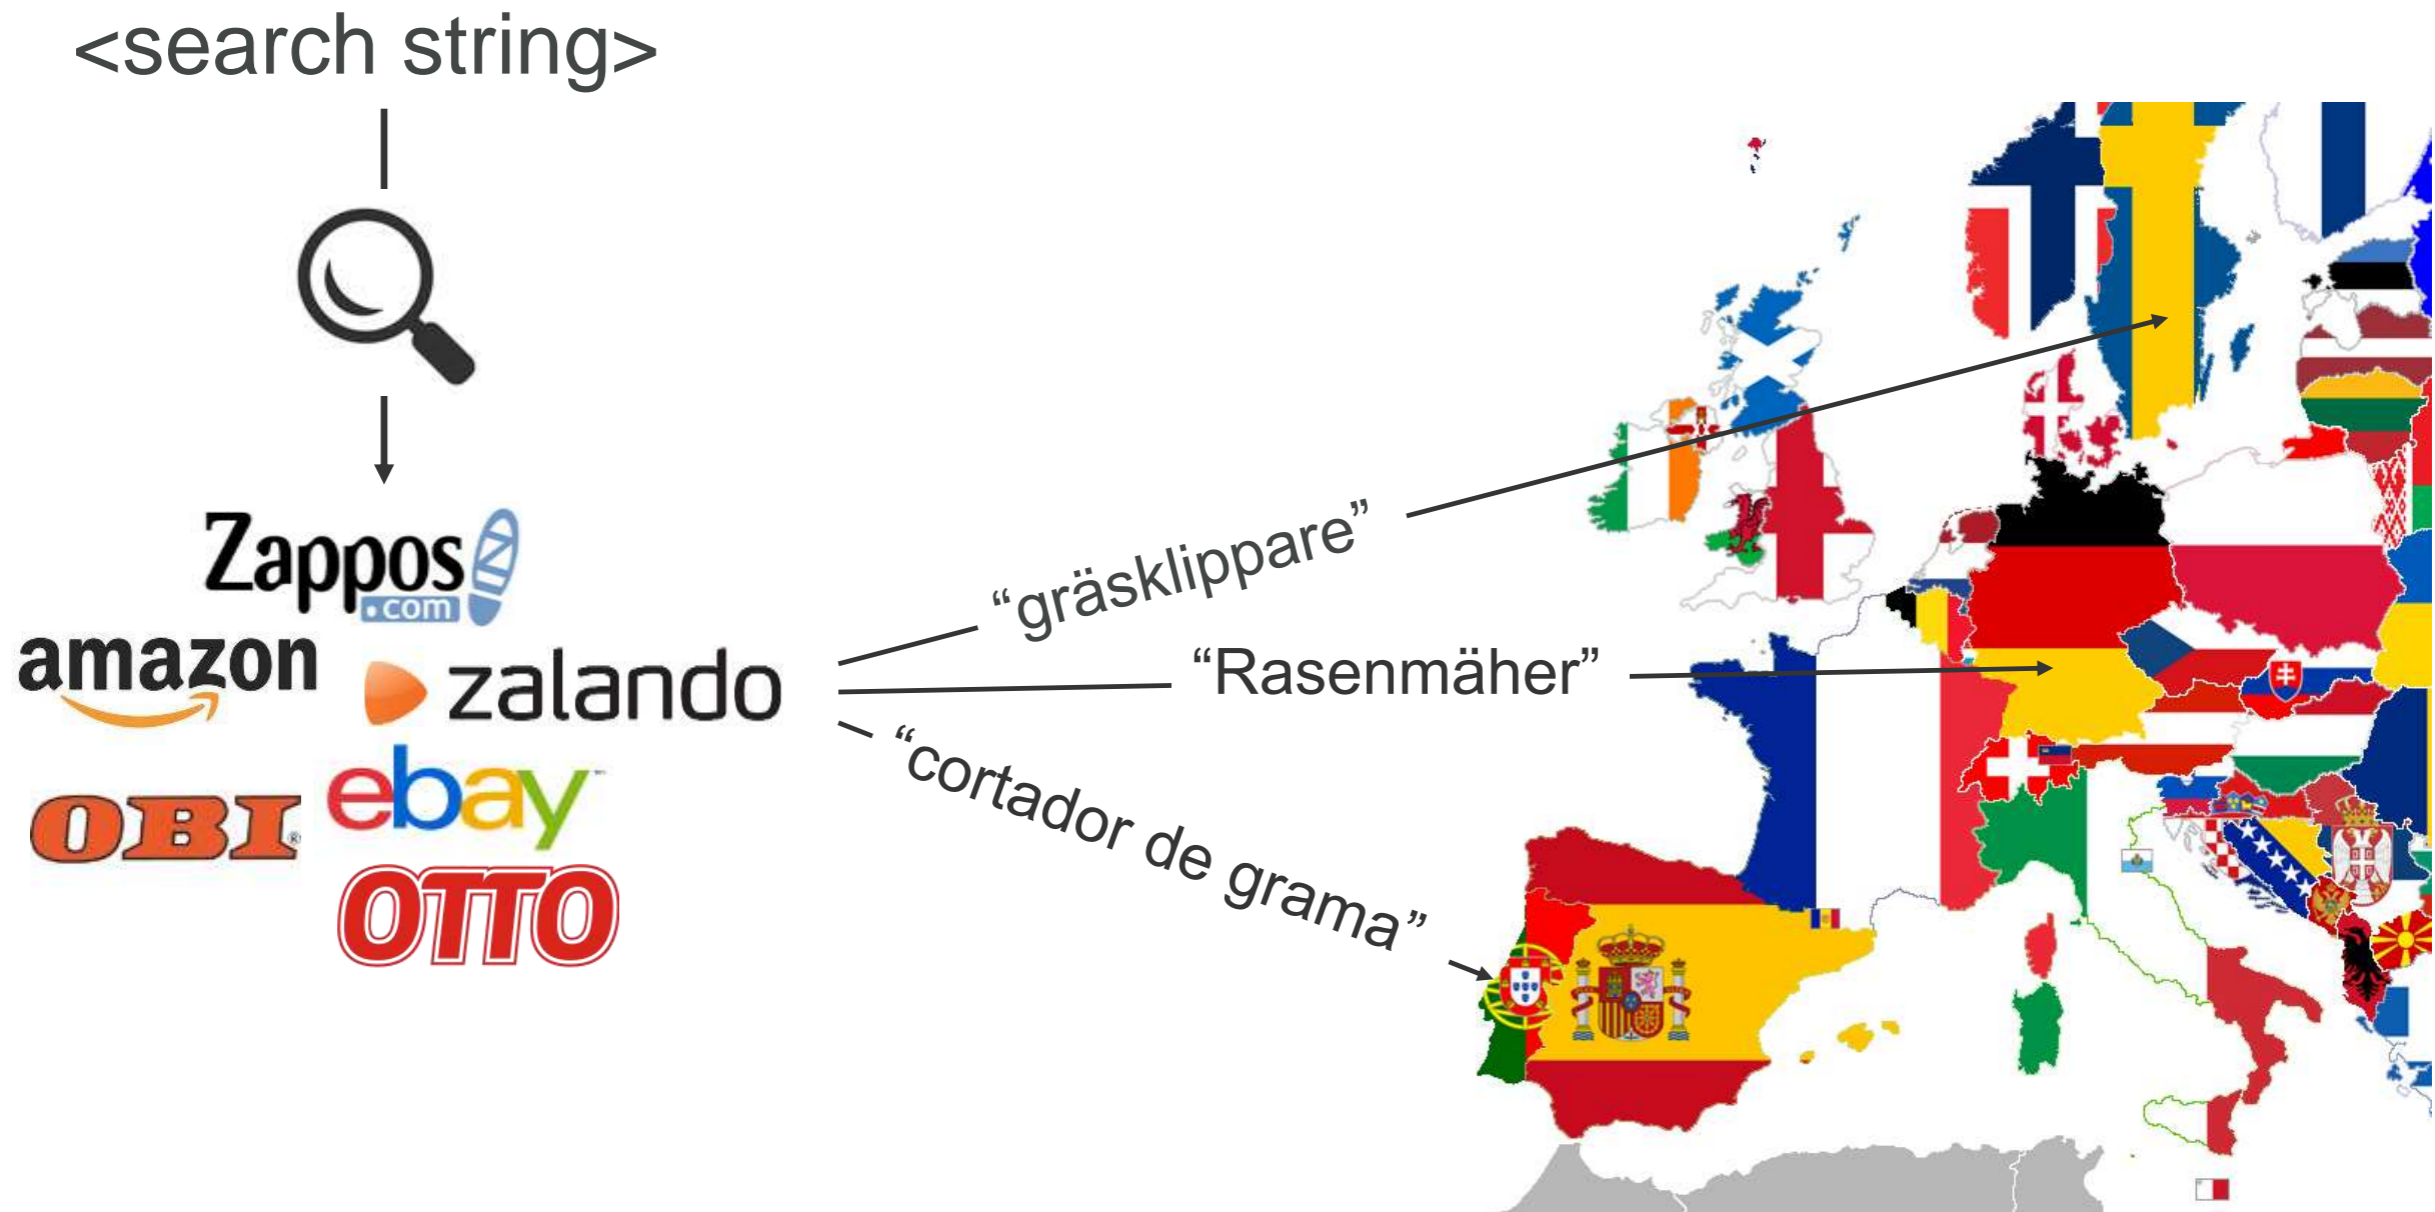 <search string>
Zappos
.com
amazon
zalando
OBI
ebay
OTTO
“gräsklippare”
“Rasenmäher”
“cortador de grama”